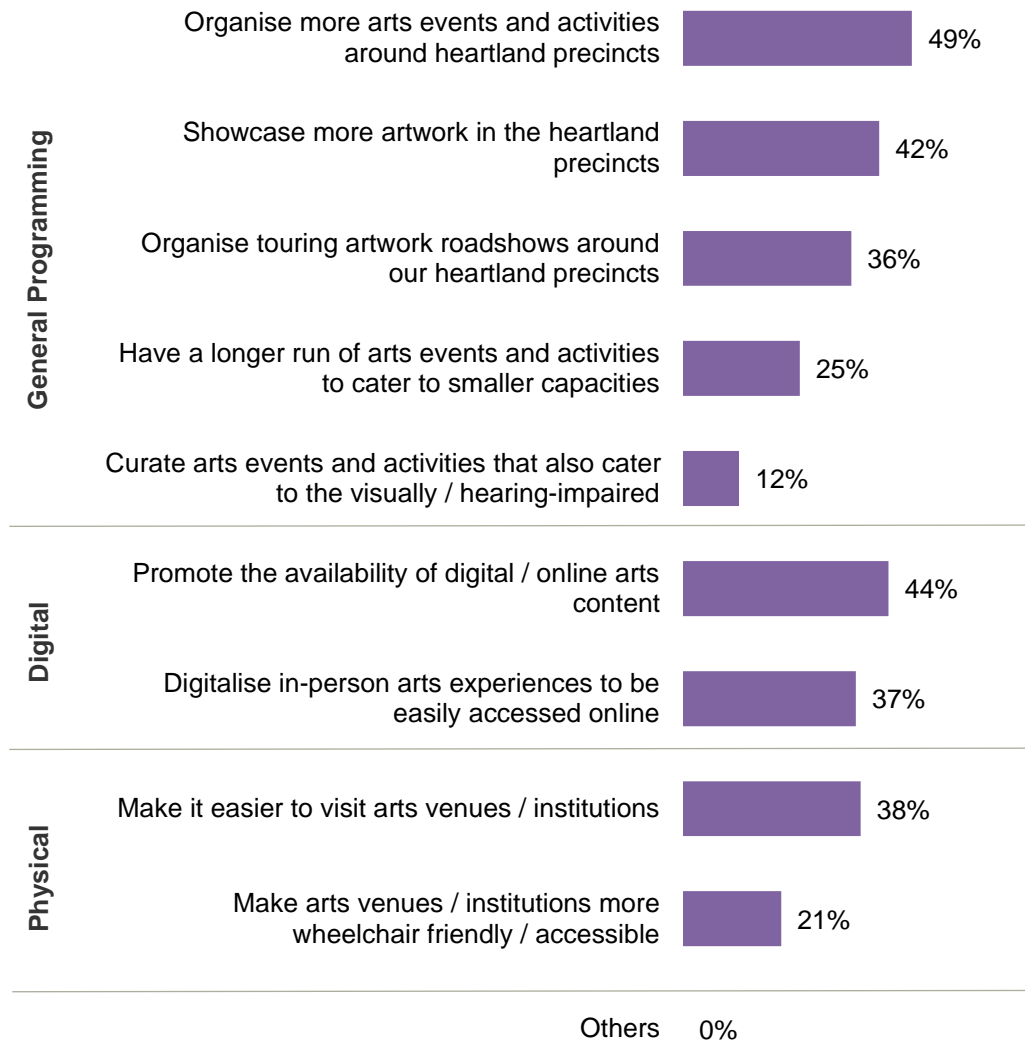 General Programming
Organise more arts events and activities
around heartland precincts
49%
Showcase more artwork in the heartland
precincts
42%
Organise touring artwork roadshows around
our heartland precincts
36%
Have a longer run of arts events and activities
to cater to smaller capacities
25%
Curate arts events and activities that also cater
to the visually / hearing-impaired
12%
Digital
Promote the availability of digital / online arts
content
44%
Digitalise in-person arts experiences to be
easily accessed online
37%
Physical
Make it easier to visit arts venues / institutions
38%
Make arts venues / institutions more
wheelchair friendly / accessible
21%
Others
0%